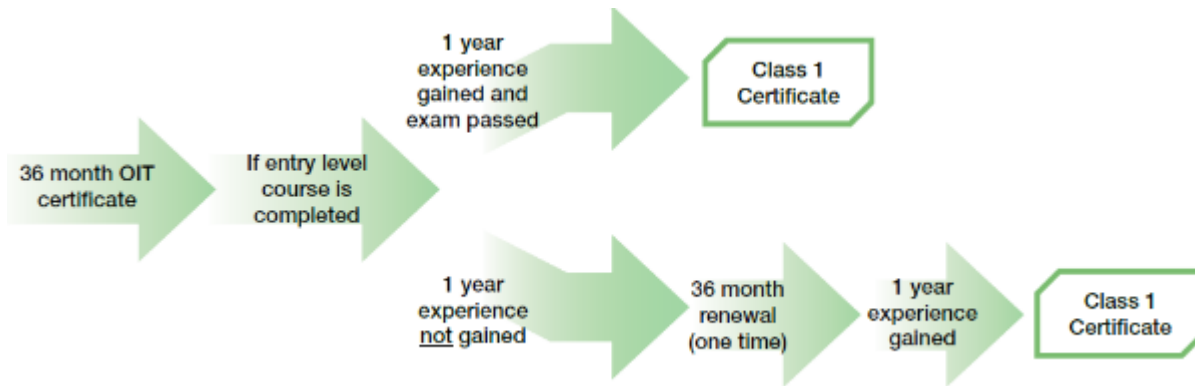 36 month OIT
certificate
If entry level
course is
completed
1 year
experience
gained and
exam passed
Class 1
Certificate
1 year
experience
not gained
36 month
renewal
(one time)
1 year
experience
gained
Class 1
Certificate